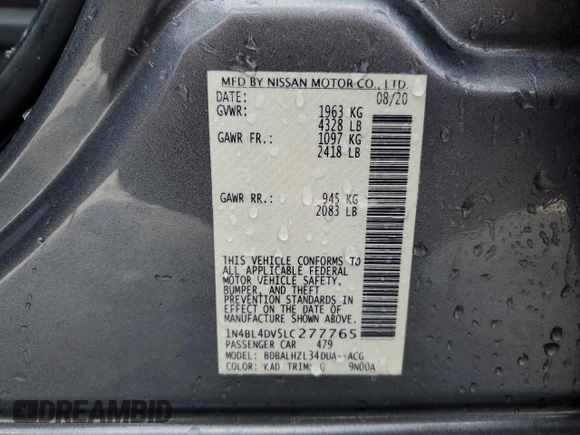 MFD BY NISSAN MOTOR CO., LTD.
DATE: 08/20
GVWR: 1963 KG
4328 LB
GAWR FR.: 1097 KG
2418 LB
GAWR RR.: 945 KG
2083 LB
THIS VEHICLE CONFORMS TO
ALL APPLICABLE FEDERAL
MOTOR VEHICLE SAFETY,
BUMPER, AND THEFT
PREVENTION STANDARDS IN
EFFECT ON THE DATE OF
MANUFACTURE SHOWN ABOVE.
1N4BL4DV5LC277765
PASSENGER CAR 479
MODEL: BDBALHZL34DUA--ACG
COLOR: KAD TRIM: G 9N00A
DREAMBID